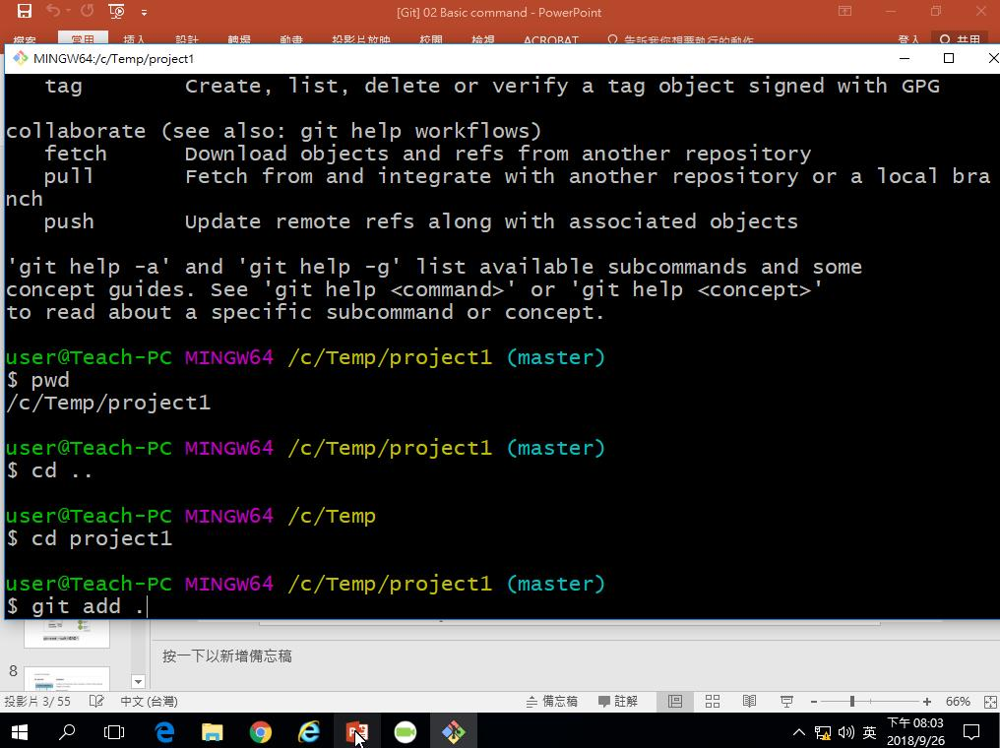 [Git] 02 Basic command - PowerPoint
檔案 常用 插入 設計 轉場 動畫 投影片放映 校閱 檢視 ACROBAT 告訴我您想要執行的動作 登入 共用
MINGW64:/c/Temp/project1
tag Create, list, delete or verify a tag object signed with GPG
collaborate (see also: git help workflows)
fetch Download objects and refs from another repository
pull Fetch from and integrate with another repository or a local bra
nch
push Update remote refs along with associated objects
'git help -a' and 'git help -g' list available subcommands and some
concept guides. See 'git help <command>' or 'git help <concept>'
to read about a specific subcommand or concept.
user@Teach-PC MINGW64 /c/Temp/project1 (master)
$ pwd
/c/Temp/project1
user@Teach-PC MINGW64 /c/Temp/project1 (master)
$ cd ..
user@Teach-PC MINGW64 /c/Temp
$ cd project1
user@Teach-PC MINGW64 /c/Temp/project1 (master)
$ git add .
按一下以新增備忘稿
8
投影片 3/ 55 中文 (台灣) 備忘稿 註解 66%
英 下午 08:03
2018/9/26